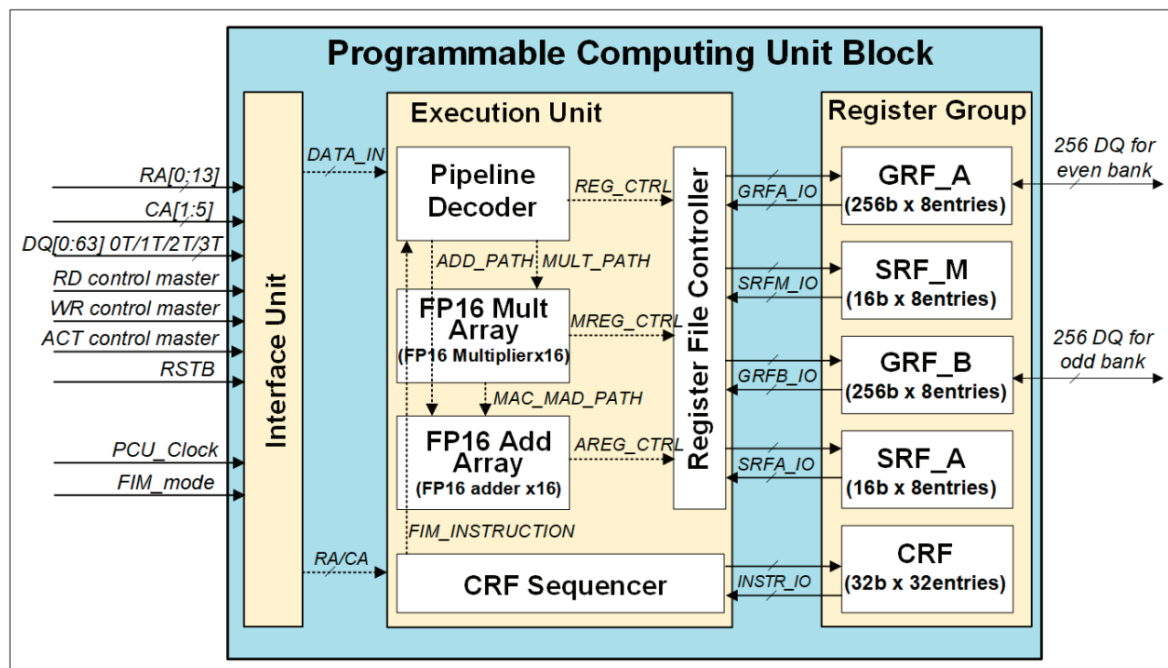 Programmable Computing Unit Block
RA[0:13]
CA[1:5]
DQ[0:63] 0T/1T/2T/3T
RD control master
WR control master
ACT control master
RSTB
PCU_Clock
FIM_mode
Interface Unit
DATA_IN
RA/CA
Execution Unit
Pipeline
Decoder
REG_CTRL
ADD_PATH
MULT_PATH
FP16 Mult
Array
(FP16 Multiplierx16)
MREG_CTRL
MAC_MAD_PATH
FP16 Add
Array
(FP16 adder x16)
AREG_CTRL
FIM_INSTRUCTION
CRF Sequencer
Register File Controller
GRFA_IO
SRFM_IO
GRFB_IO
SRFA_IO
INSTR_IO
Register Group
GRF_A
(256b x 8entries)
SRF_M
(16b x 8entries)
GRF_B
(256b x 8entries)
SRF_A
(16b x 8entries)
CRF
(32b x 32entries)
256 DQ for
even bank
256 DQ for
odd bank